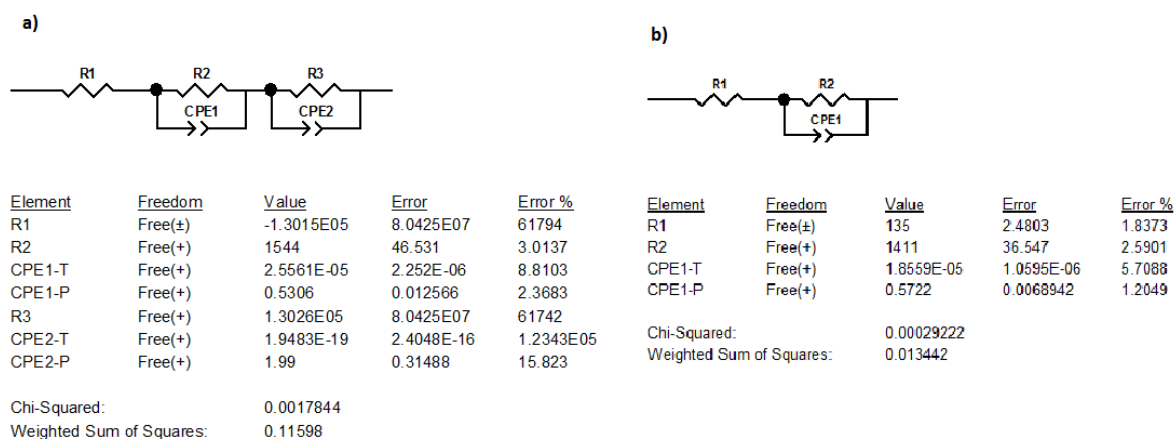 a)
R1 R2 R3
CPE1 CPE2
Element Freedom Value Error Error %
R1 Free(±) -1.3015E05 8.0425E07 61794
R2 Free(+) 1544 46.531 3.0137
CPE1-T Free(+) 2.5561E-05 2.252E-06 8.8103
CPE1-P Free(+) 0.5306 0.012566 2.3683
R3 Free(+) 1.3026E05 8.0425E07 61742
CPE2-T Free(+) 1.9483E-19 2.4048E-16 1.2343E05
CPE2-P Free(+) 1.99 0.31488 15.823
Chi-Squared: 0.0017844
Weighted Sum of Squares: 0.11598
b)
R1 R2
CPE1
Element Freedom Value Error Error %
R1 Free(±) 135 2.4803 1.8373
R2 Free(+) 1411 36.547 2.5901
CPE1-T Free(+) 1.8559E-05 1.0595E-06 5.7088
CPE1-P Free(+) 0.5722 0.0068942 1.2049
Chi-Squared: 0.00029222
Weighted Sum of Squares: 0.013442